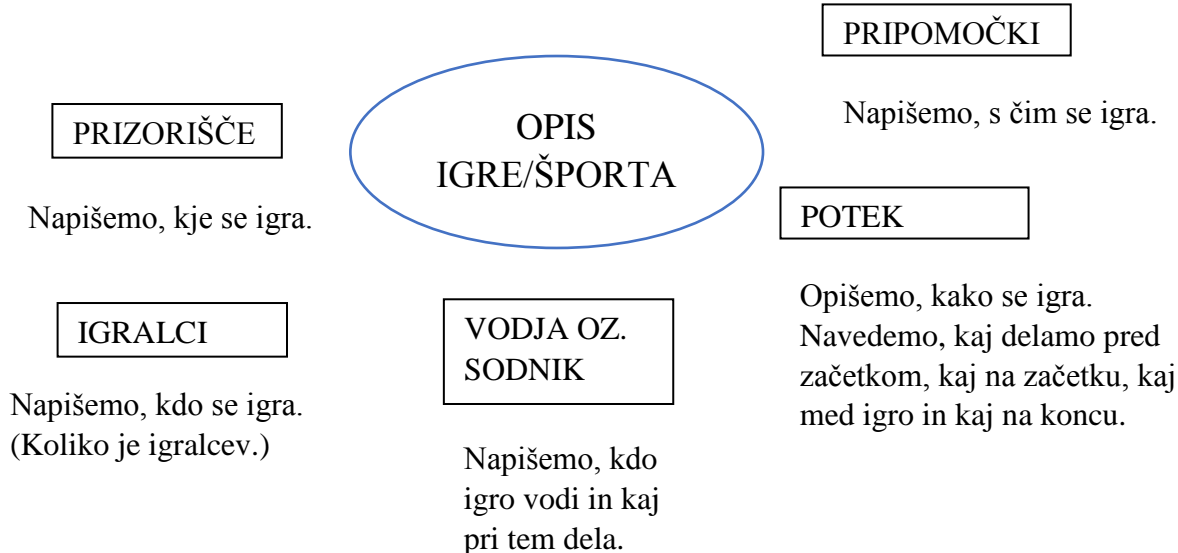 OPIS
IGRE/ŠPORTA
PRIZORIŠČE
Napišemo, kje se igra.
IGRALCI
Napišemo, kdo se igra.
(Koliko je igralcev.)
VODJA OZ.
SODNIK
Napišemo, kdo
igro vodi in kaj
pri tem dela.
PRIPOMOČKI
Napišemo, s čim se igra.
POTEK
Opišemo, kako se igra.
Navedemo, kaj delamo pred
začetkom, kaj na začetku, kaj
med igro in kaj na koncu.